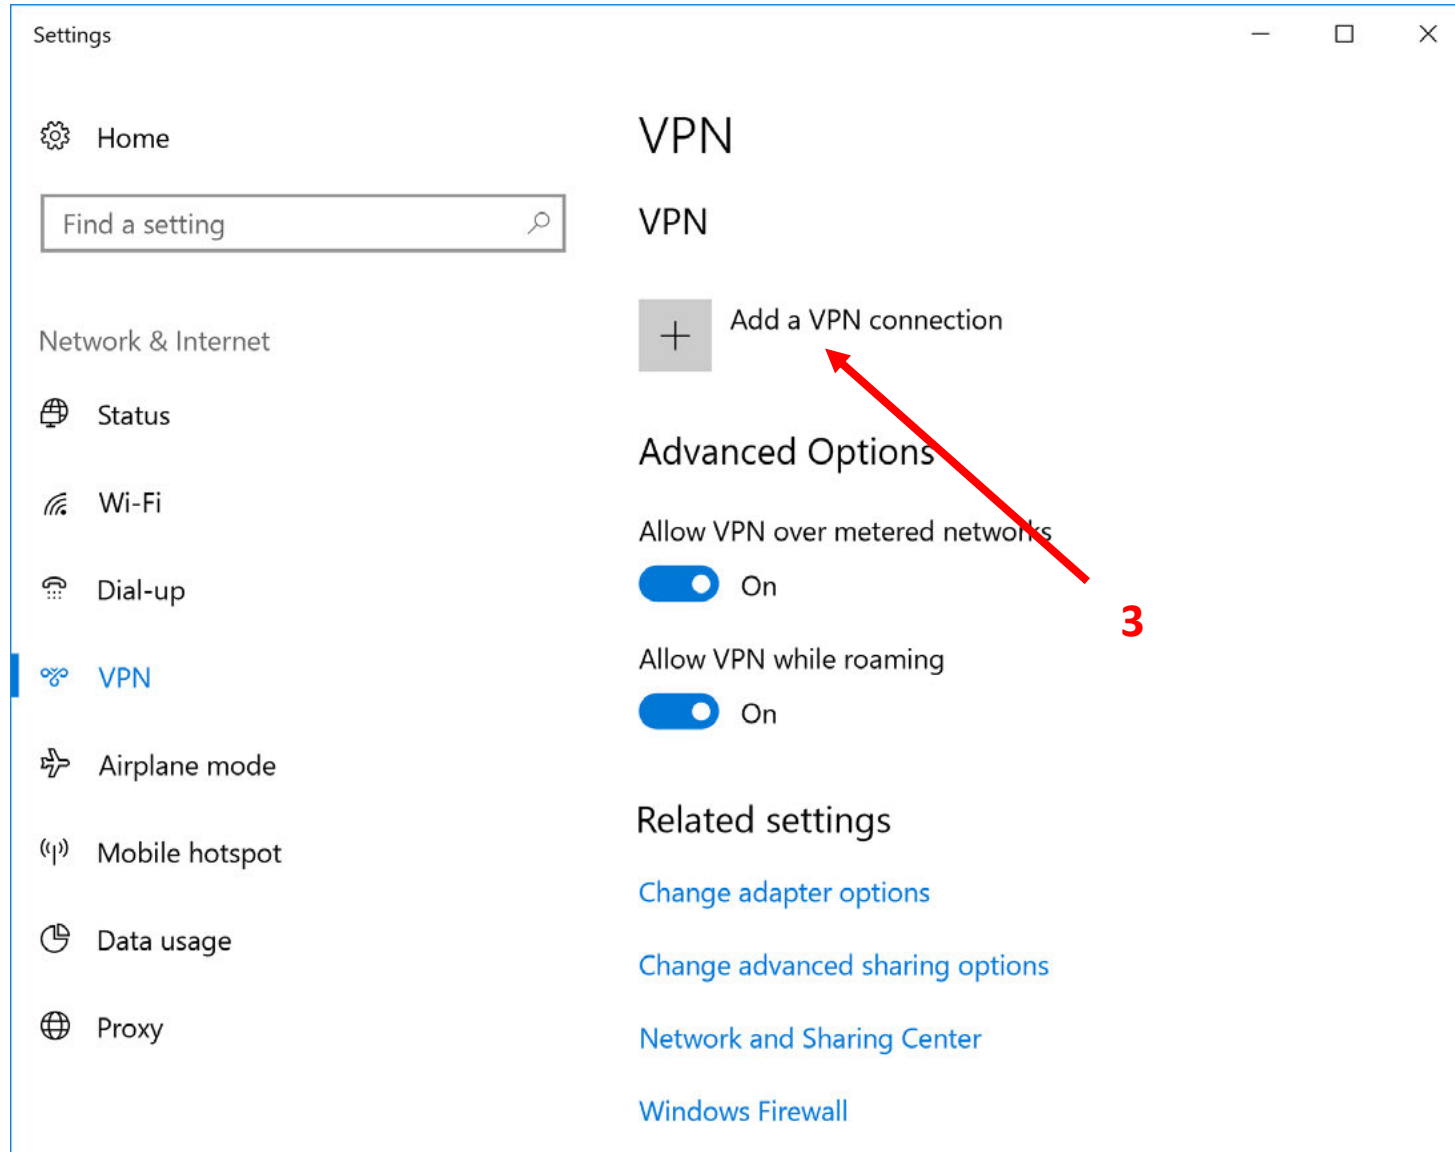 Settings
Home
Find a setting
Network & Internet
Status
Wi-Fi
Dial-up
VPN
Airplane mode
Mobile hotspot
Data usage
Proxy
VPN
VPN
Add a VPN connection
Advanced Options
Allow VPN over metered networks
On
3
Allow VPN while roaming
On
Related settings
Change adapter options
Change advanced sharing options
Network and Sharing Center
Windows Firewall